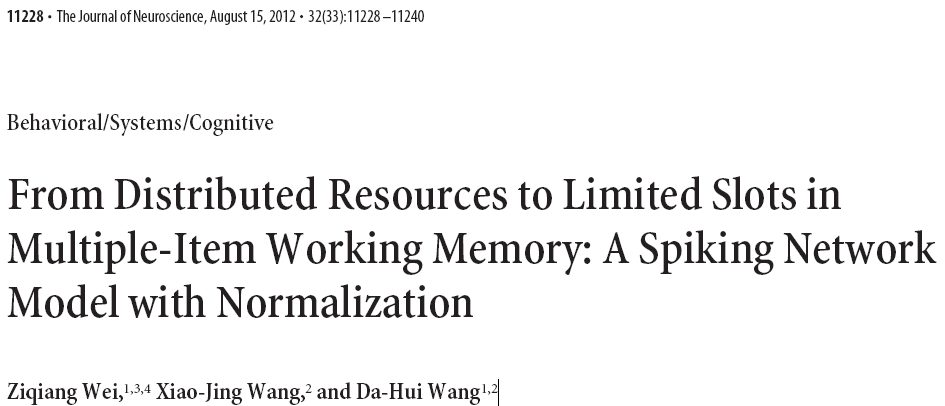 11228 • The Journal of Neuroscience, August 15, 2012 • 32(33):11228–11240
Behavioral/Systems/Cognitive
From Distributed Resources to Limited Slots in
Multiple-Item Working Memory: A Spiking Network
Model with Normalization
Ziqiang Wei,1,3,4 Xiao-Jing Wang,2 and Da-Hui Wang1,2